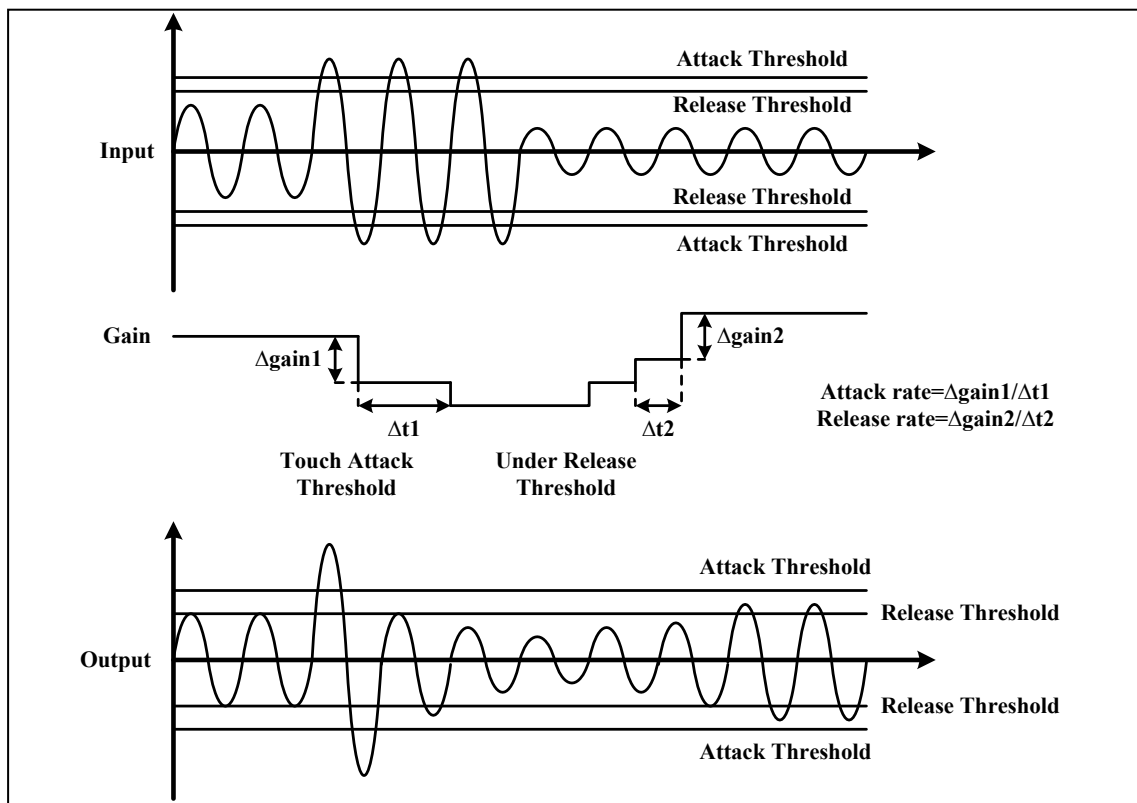 Attack Threshold
Release Threshold
Input
Release Threshold
Attack Threshold
Gain
Δgain1
Δgain2
Δt1
Δt2
Attack rate=Δgain1/Δt1
Release rate=Δgain2/Δt2
Touch Attack
Threshold
Under Release
Threshold
Attack Threshold
Release Threshold
Output
Release Threshold
Attack Threshold